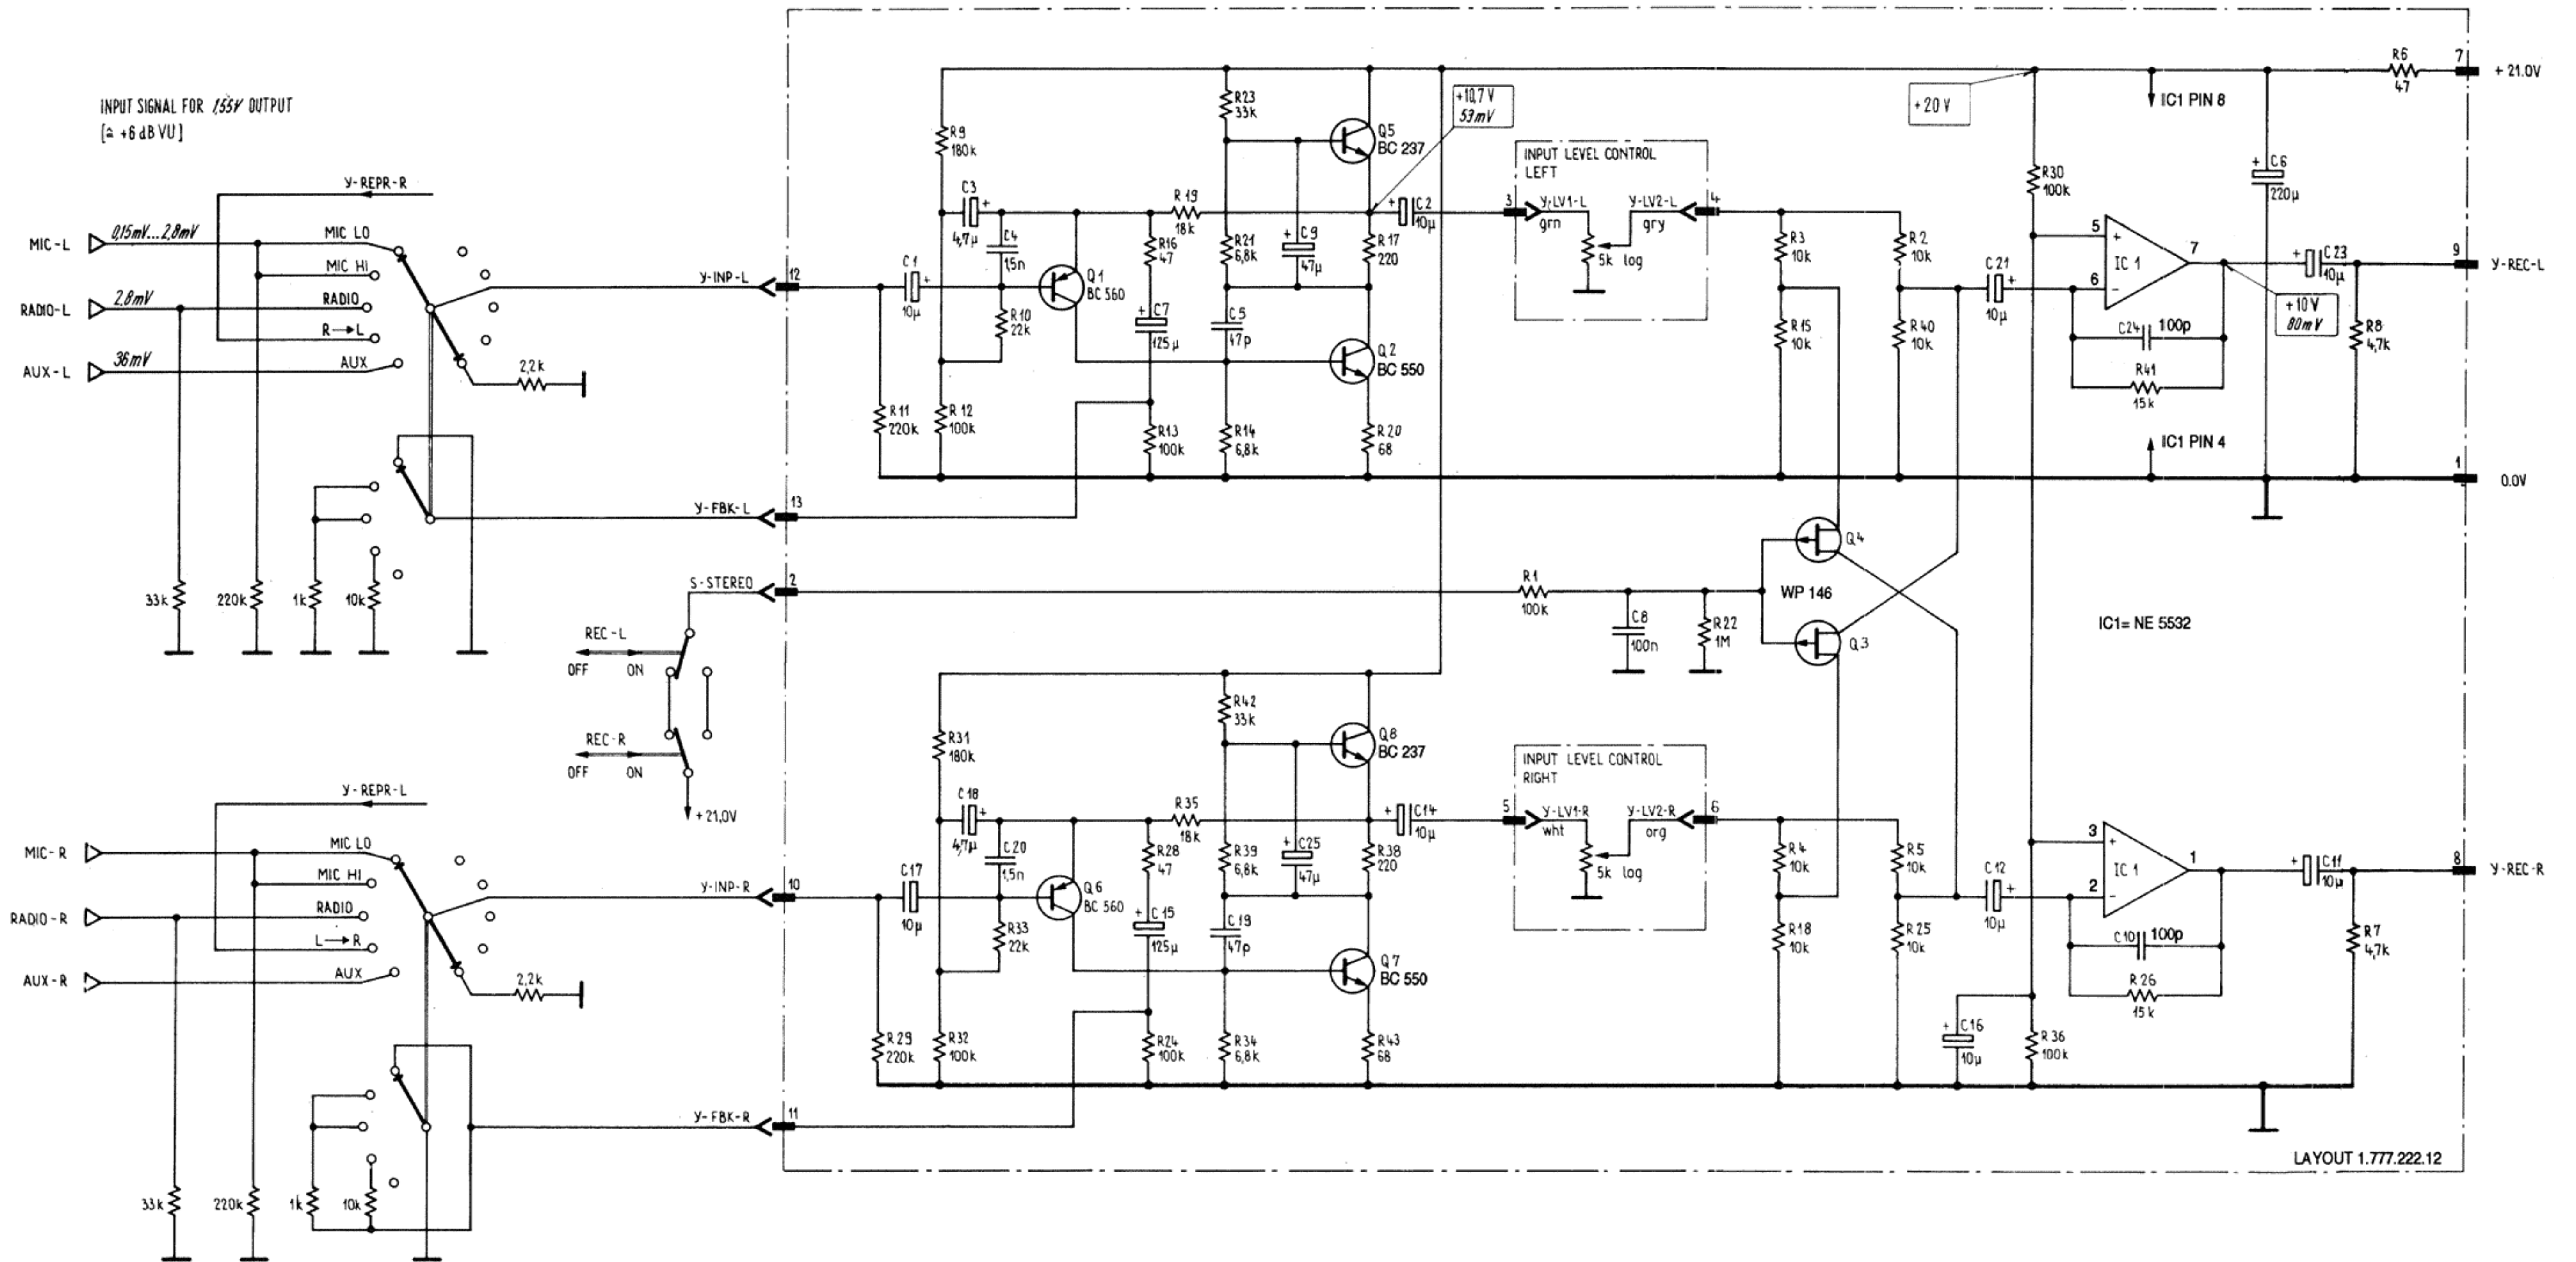 INPUT SIGNAL FOR 1,55V OUTPUT
[≙ +6 dB VU]
Y-REPR-R
MIC-L
0,15mV...2,8mV
MIC LO
MIC HI
RADIO-L
2,8mV
RADIO
R→L
AUX-L
36mV
AUX
2,2k
33k
220k
1k
10k
Y-INP-L
12
Y-FBK-L
13
S-STEREO
2
REC-L
OFF
ON
REC-R
OFF
ON
+21,0V
Y-REPR-L
MIC-R
MIC LO
MIC HI
RADIO-R
RADIO
L→R
AUX-R
AUX
2,2k
33k
220k
1k
10k
Y-INP-R
10
Y-FBK-R
11
R9
180k
C3
+
4,7µ
C4
1,5n
C1
+
10µ
R10
22k
Q1
BC 560
R11
220k
R12
100k
R16
47
R19
18k
+
C7
125µ
R13
100k
R23
33k
R21
6,8k
+
C9
47µ
C5
47p
R14
6,8k
Q5
BC 237
R17
220
Q2
BC 550
R20
68
+10,7 V
53mV
+
C2
10µ
3
INPUT LEVEL CONTROL
LEFT
Y-LV1-L
grn
Y-LV2-L
gry
5k log
4
R3
10k
R15
10k
R2
10k
R40
10k
C21
+
10µ
+20 V
R30
100k
IC1 PIN 8
5
+
6
-
IC 1
7
C24
100p
R41
15k
IC1 PIN 4
+
C6
220µ
R6
47
7
+ 21.0V
+
C23
10µ
+10 V
80mV
R8
4,7k
9
Y-REC-L
1
0.0V
R1
100k
C8
100n
R22
1M
Q4
WP 146
Q3
IC1= NE 5532
R31
180k
C18
+
4,7µ
C20
1,5n
C17
+
10µ
R33
22k
Q6
BC 560
R29
220k
R32
100k
R28
47
R35
18k
+
C15
125µ
R24
100k
R42
33k
R39
6,8k
+
C25
47µ
C19
47p
R34
6,8k
Q8
BC 237
R38
220
Q7
BC 550
R43
68
+
C14
10µ
5
INPUT LEVEL CONTROL
RIGHT
Y-LV1-R
wht
Y-LV2-R
org
5k log
6
R4
10k
R18
10k
R5
10k
R25
10k
C12
+
10µ
+
C16
10µ
R36
100k
3
+
2
-
IC 1
1
C10
100p
R26
15k
+
C11
10µ
R7
4,7k
8
Y-REC-R
LAYOUT 1.777.222.12